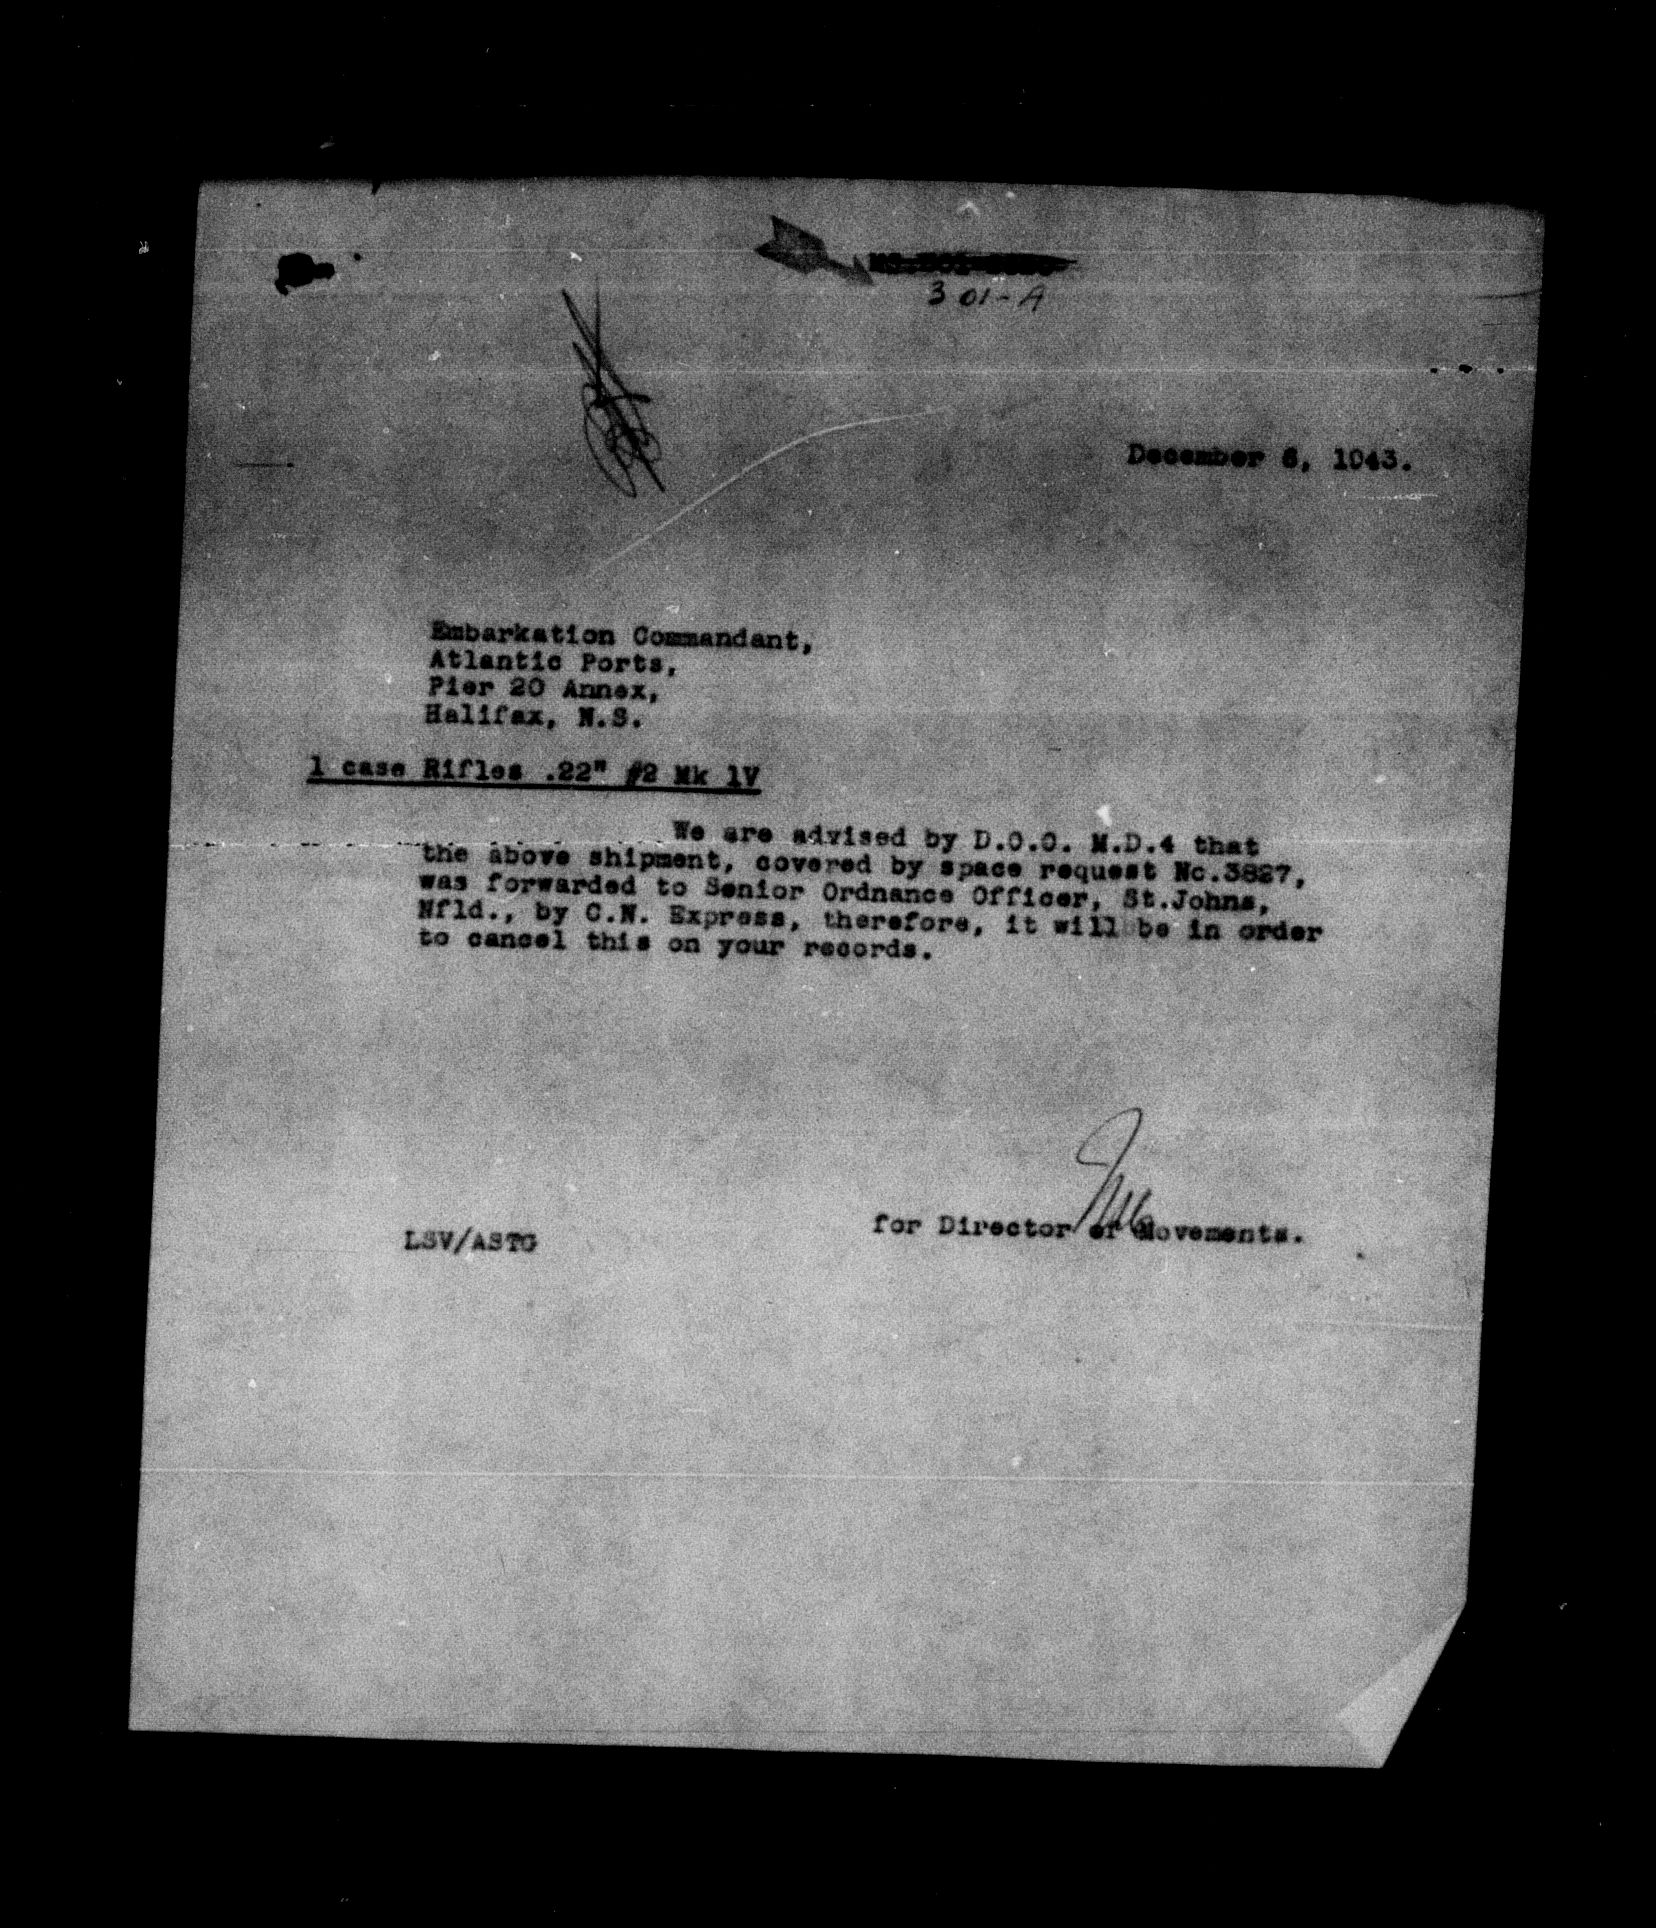 301-A
December 6, 1943.
Embarkation Commandant,
Atlantic Ports,
Pier 20 Annex,
Halifax, N.S.
1 case Rifles .22" #2 Mk 1V
We are advised by D.O.O. M.D.4 that
the above shipment, covered by space request No.3827,
was forwarded to Senior Ordnance Officer, St.Johns,
Nfld., by C.N. Express, therefore, it will be in order
to cancel this on your records.
for Director of Movements.
LSV/ASTG